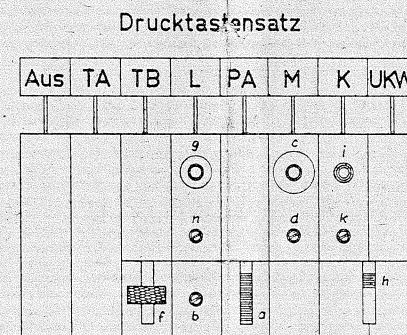 Drucktastensatz
Aus TA TB L PA M K UKW
g c i
n d k
f b a h